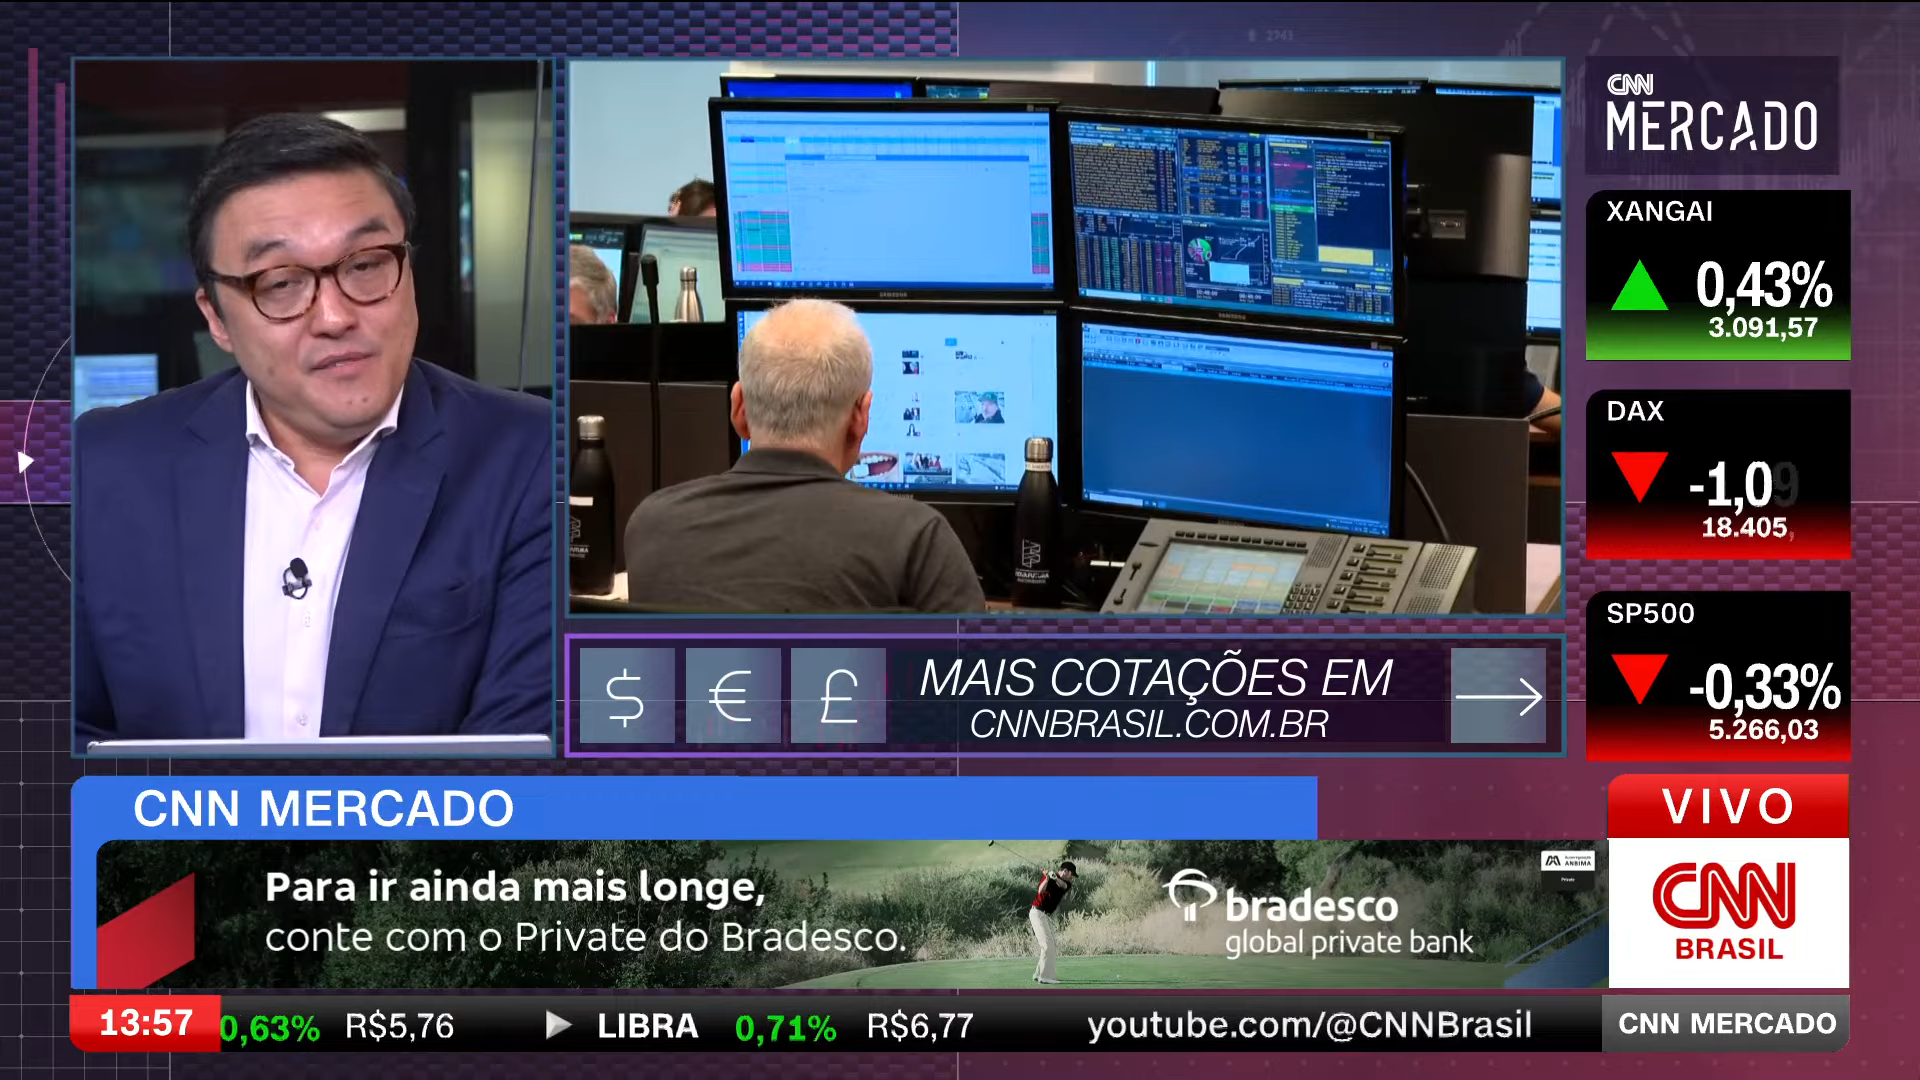 CNN
MERCADO
XANGAI
0,43%
3.091,57
DAX
-1,09
18.405,
SP500
-0,33%
5.266,03
$ € £
MAIS COTAÇÕES EM
CNNBRASIL.COM.BR
CNN MERCADO
VIVO
Para ir ainda mais longe,
conte com o Private do Bradesco.
bradesco
global private bank
ANBIMA
Private
CNN
BRASIL
13:57
0,63% R$5,76 LIBRA 0,71% R$6,77 youtube.com/@CNNBrasil
CNN MERCADO